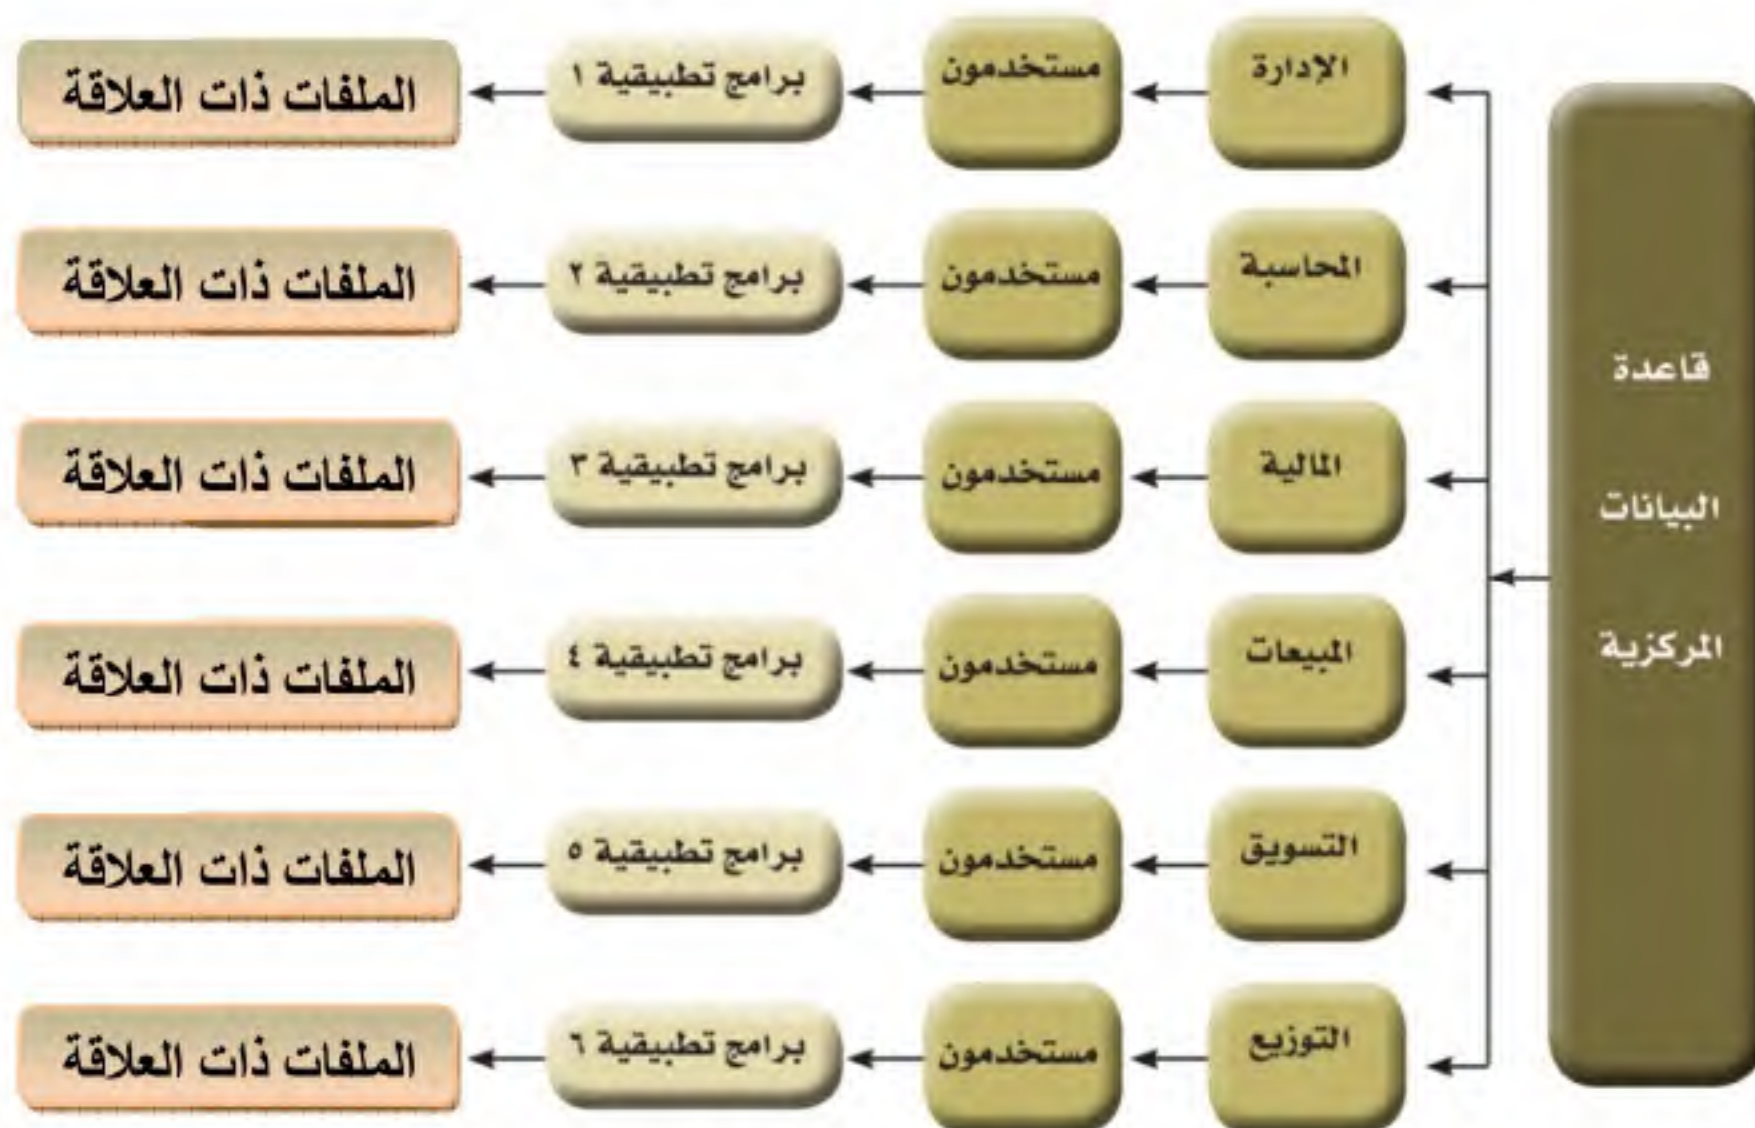 قاعدة
البيانات
المركزية
الإدارة
مستخدمون
برامج تطبيقية ١
الملفات ذات العلاقة
المحاسبة
مستخدمون
برامج تطبيقية ٢
الملفات ذات العلاقة
المالية
مستخدمون
برامج تطبيقية ٣
الملفات ذات العلاقة
المبيعات
مستخدمون
برامج تطبيقية ٤
الملفات ذات العلاقة
التسويق
مستخدمون
برامج تطبيقية ٥
الملفات ذات العلاقة
التوزيع
مستخدمون
برامج تطبيقية ٦
الملفات ذات العلاقة